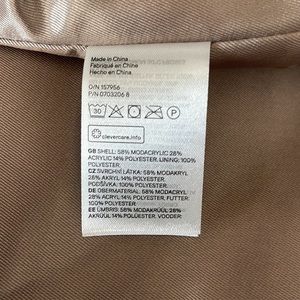 Made in China
Fabriqué en Chine
Hecho en China
O/N 157956
P/N 0703206 8
30
P
clevercare.info
GB SHELL: 58% MODACRYLIC 28%
ACRYLIC 14% POLYESTER. LINING: 100%
POLYESTER
CZ SVRCHNÍ LÁTKA: 58% MODAKRYL
28% AKRYL 14% POLYESTER.
PODŠÍVKA: 100% POLYESTER
DE OBERMATERIAL: 58% MODACRYL
28% ACRYL 14% POLYESTER. FUTTER:
100% POLYESTER
EE ÜMBRIS: 58% MODAKRÜÜL 28%
AKRÜÜL 14% POLÜESTER. VOODER: